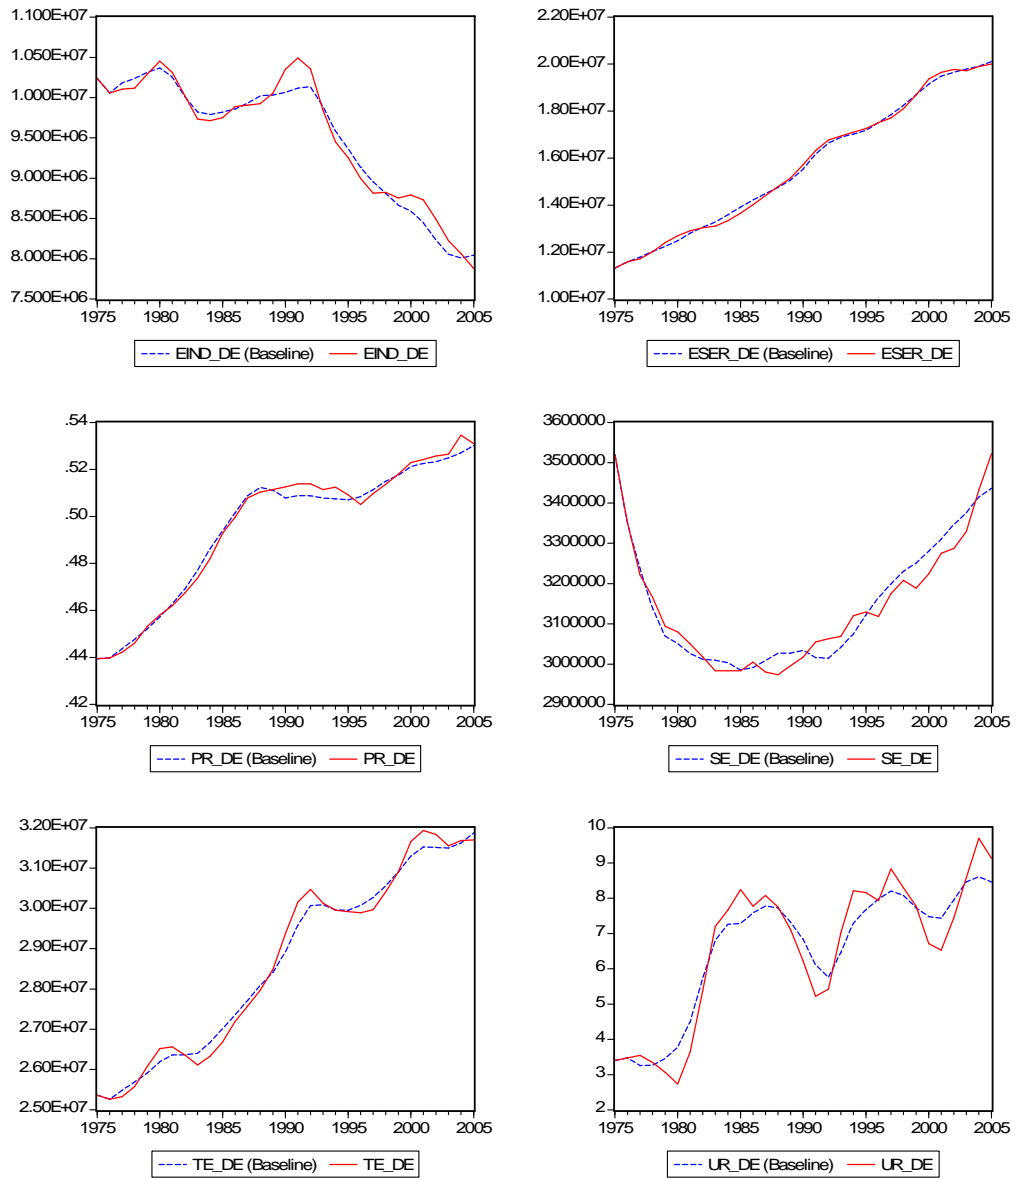 1.100E+07
1.050E+07
1.000E+07
9.500E+06
9.000E+06
8.500E+06
8.000E+06
7.500E+06
1975 1980 1985 1990 1995 2000 2005
EIND_DE (Baseline) EIND_DE
2.20E+07
2.00E+07
1.80E+07
1.60E+07
1.40E+07
1.20E+07
1.00E+07
1975 1980 1985 1990 1995 2000 2005
ESER_DE (Baseline) ESER_DE
.54
.52
.50
.48
.46
.44
.42
1975 1980 1985 1990 1995 2000 2005
PR_DE (Baseline) PR_DE
3600000
3500000
3400000
3300000
3200000
3100000
3000000
2900000
1975 1980 1985 1990 1995 2000 2005
SE_DE (Baseline) SE_DE
3.20E+07
3.10E+07
3.00E+07
2.90E+07
2.80E+07
2.70E+07
2.60E+07
2.50E+07
1975 1980 1985 1990 1995 2000 2005
TE_DE (Baseline) TE_DE
10
9
8
7
6
5
4
3
2
1975 1980 1985 1990 1995 2000 2005
UR_DE (Baseline) UR_DE